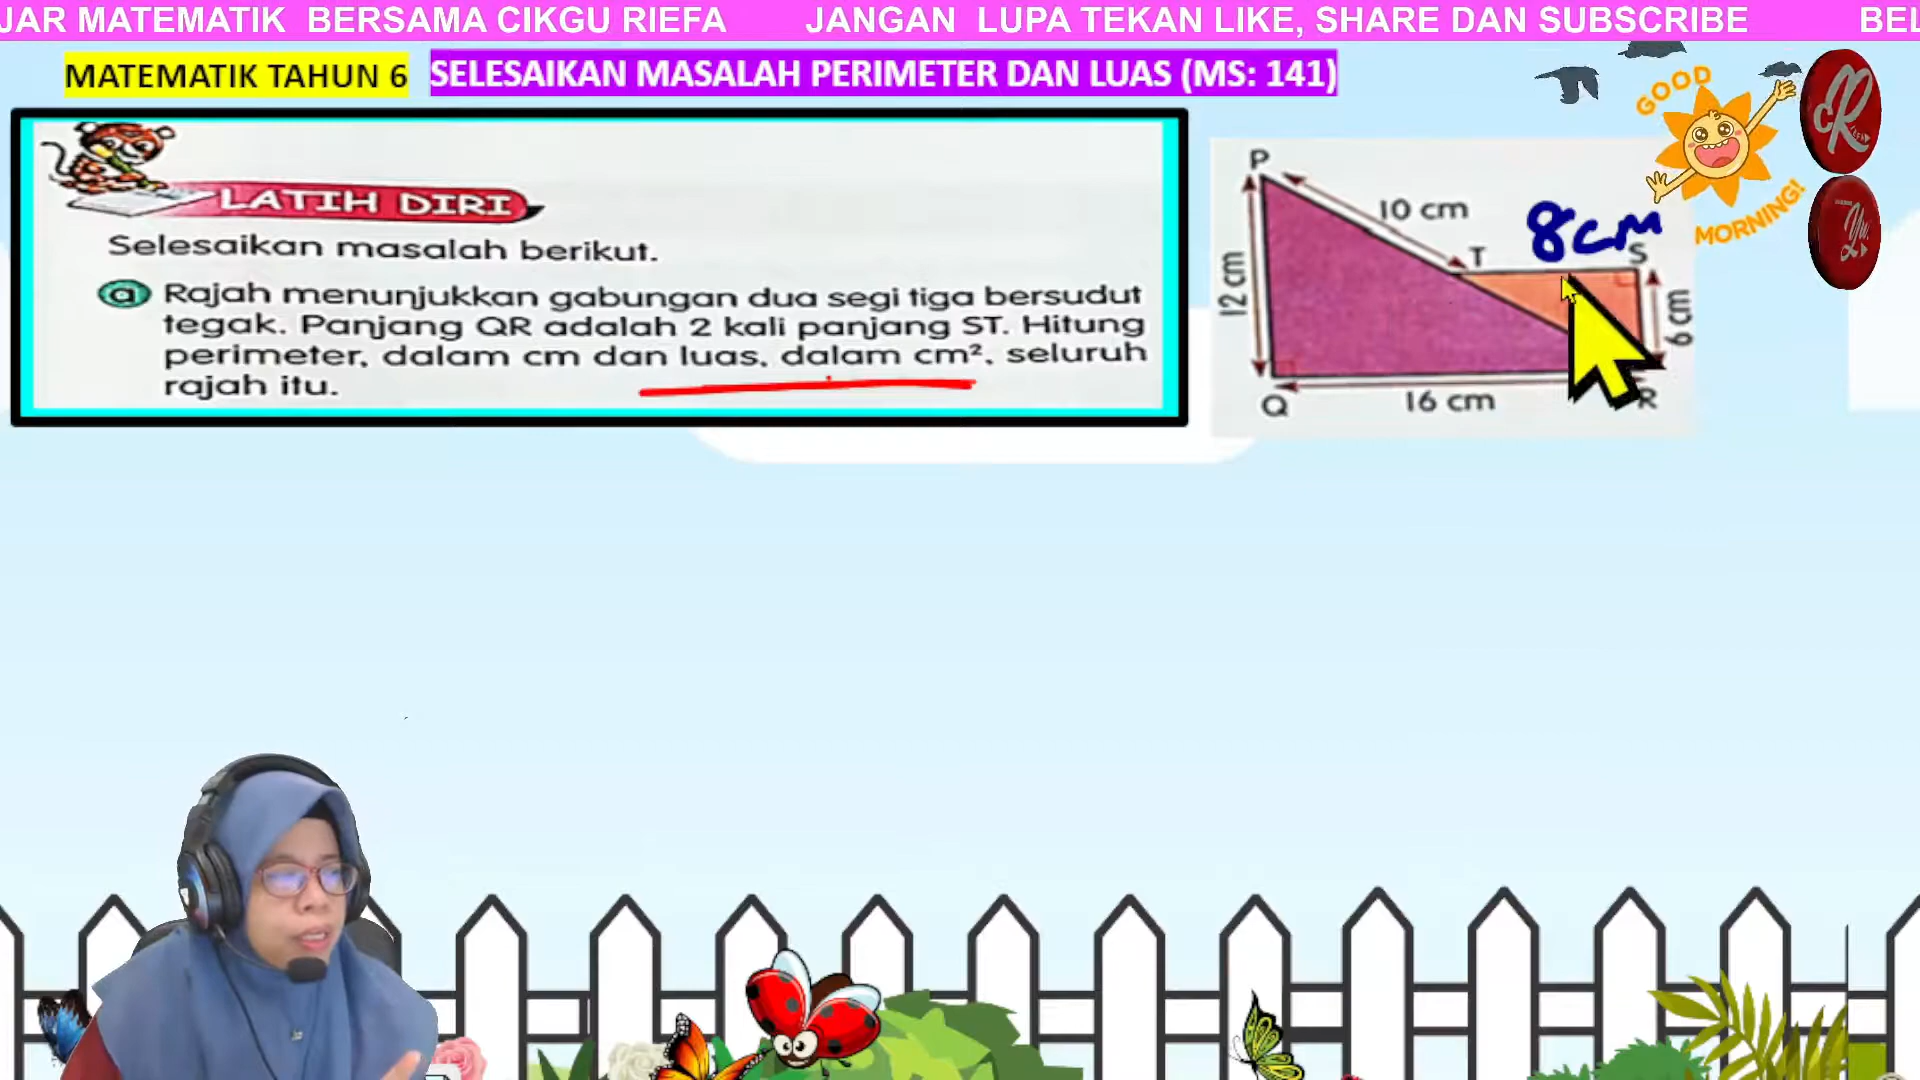 JAR MATEMATIK BERSAMA CIKGU RIEFA JANGAN LUPA TEKAN LIKE, SHARE DAN SUBSCRIBE BEL
MATEMATIK TAHUN 6 SELESAIKAN MASALAH PERIMETER DAN LUAS (MS: 141)
GOOD
MORNING!
LATIH DIRI
Selesaikan masalah berikut.
a Rajah menunjukkan gabungan dua segi tiga bersudut
tegak. Panjang QR adalah 2 kali panjang ST. Hitung
perimeter, dalam cm dan luas, dalam cm², seluruh
rajah itu.
P
10 cm
8cm
T
S
12 cm
6 cm
Q
16 cm
R